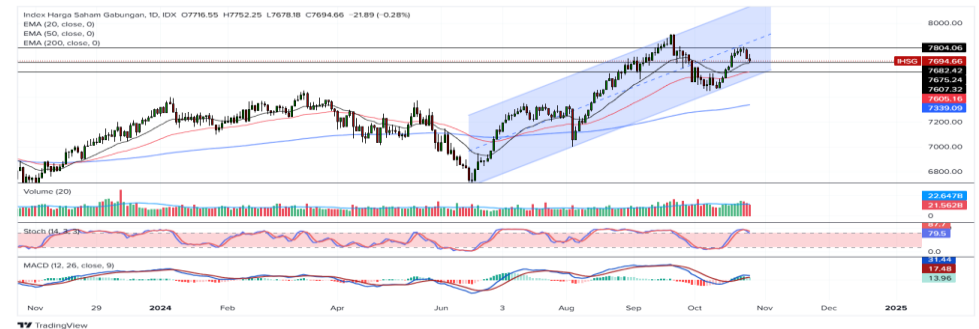 Index Harga Saham Gabungan, 1D, IDX O7716.55 H7752.25 L7678.18 C7694.66 -21.89 (-0.28%)
EMA (20, close, 0)
EMA (50, close, 0)
EMA (200, close, 0)
8000.00
7804.06
IHSG 7694.66
7682.42
7675.24
7607.32
7605.16
7339.09
7200.00
7000.00
6800.00
Volume (20)
22.647B
21.562B
0
Stoch (14, 3, 3)
87.7
79.5
0.0
MACD (12, 26, close, 9)
31.44
17.48
13.96
Nov 29 2024 Feb Apr Jun 3 Aug Sep Oct Nov Dec 2025
TradingView